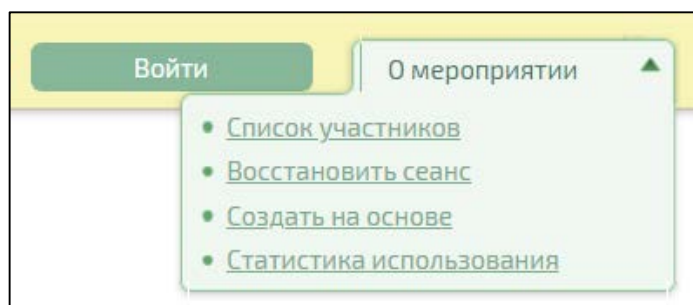 Войти
О мероприятии
Список участников
Восстановить сеанс
Создать на основе
Статистика использования